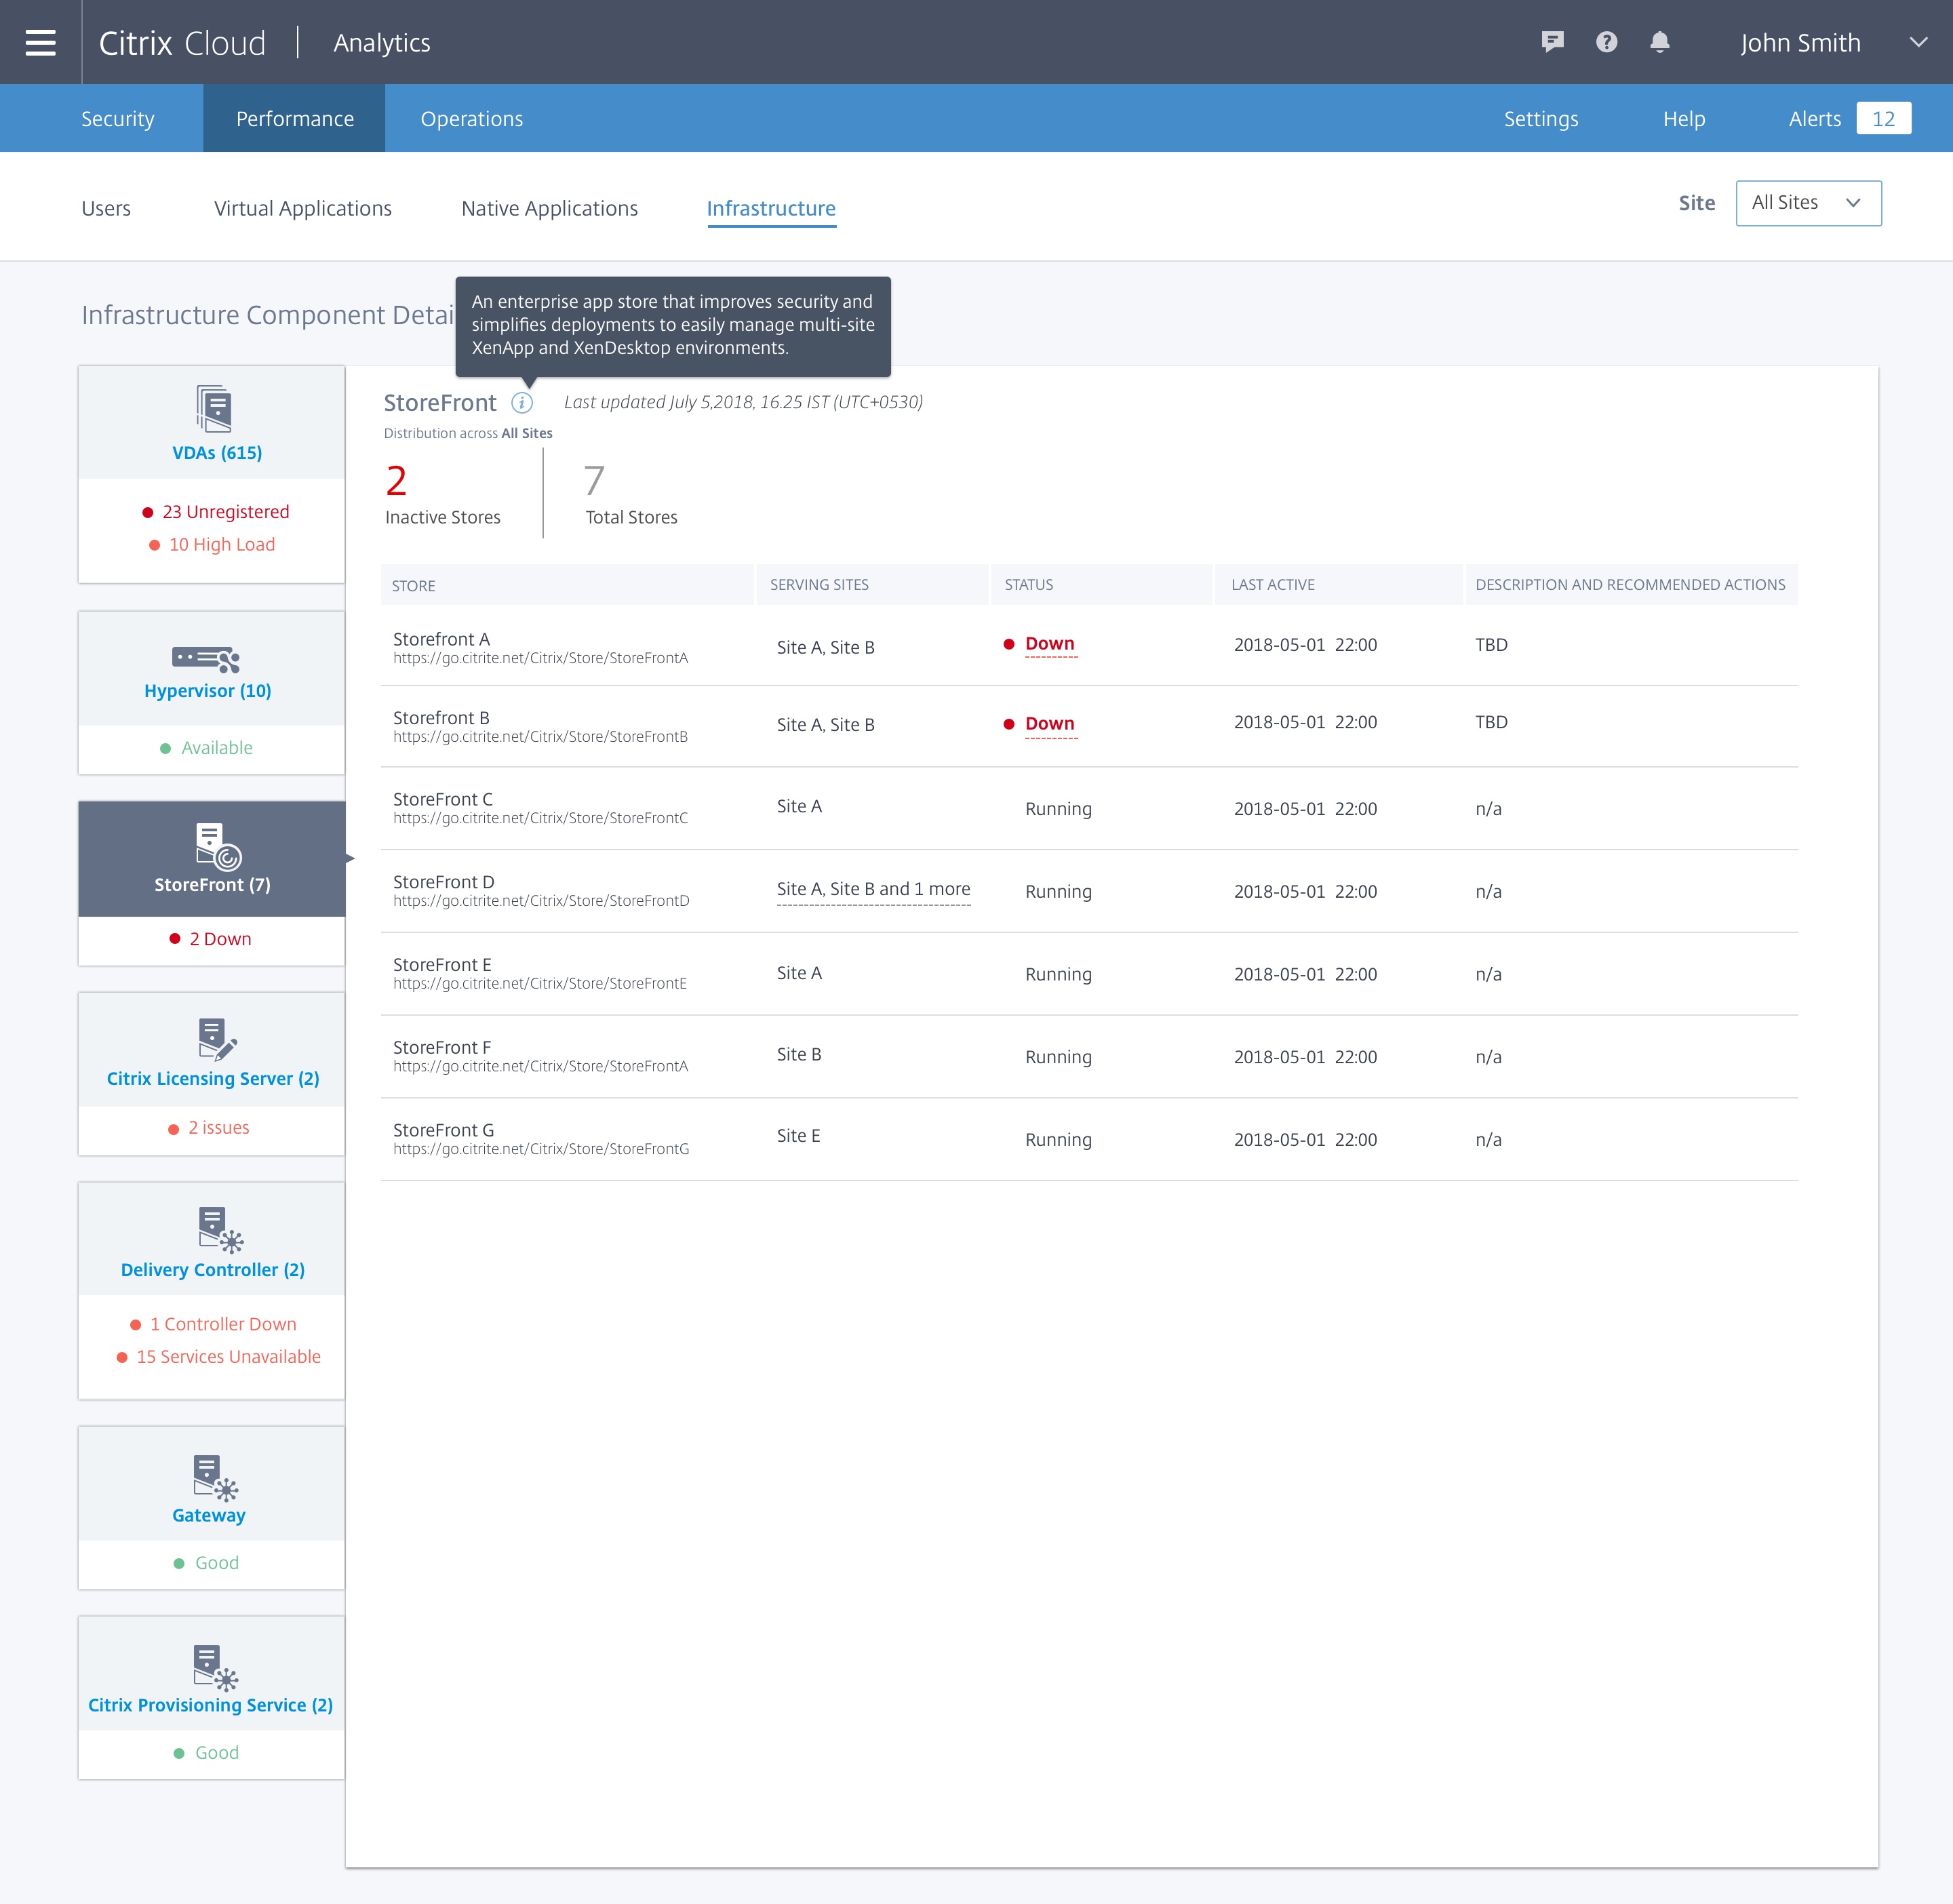 Citrix Cloud
Analytics
John Smith
Security
Performance
Operations
Settings
Help
Alerts
12
Users
Virtual Applications
Native Applications
Infrastructure
Site
All Sites
Infrastructure Component Detai
An enterprise app store that improves security and
simplifies deployments to easily manage multi-site
XenApp and XenDesktop environments.
VDAs (615)
23 Unregistered
10 High Load
Hypervisor (10)
Available
StoreFront (7)
2 Down
Citrix Licensing Server (2)
2 issues
Delivery Controller (2)
1 Controller Down
15 Services Unavailable
Gateway
Good
Citrix Provisioning Service (2)
Good
StoreFront
i
Last updated July 5,2018, 16.25 IST (UTC+0530)
Distribution across All Sites
2
Inactive Stores
7
Total Stores
STORE
SERVING SITES
STATUS
LAST ACTIVE
DESCRIPTION AND RECOMMENDED ACTIONS
Storefront A
https://go.citrite.net/Citrix/Store/StoreFrontA
Site A, Site B
Down
2018-05-01 22:00
TBD
Storefront B
https://go.citrite.net/Citrix/Store/StoreFrontB
Site A, Site B
Down
2018-05-01 22:00
TBD
StoreFront C
https://go.citrite.net/Citrix/Store/StoreFrontC
Site A
Running
2018-05-01 22:00
n/a
StoreFront D
https://go.citrite.net/Citrix/Store/StoreFrontD
Site A, Site B and 1 more
Running
2018-05-01 22:00
n/a
StoreFront E
https://go.citrite.net/Citrix/Store/StoreFrontE
Site A
Running
2018-05-01 22:00
n/a
StoreFront F
https://go.citrite.net/Citrix/Store/StoreFrontA
Site B
Running
2018-05-01 22:00
n/a
StoreFront G
https://go.citrite.net/Citrix/Store/StoreFrontG
Site E
Running
2018-05-01 22:00
n/a